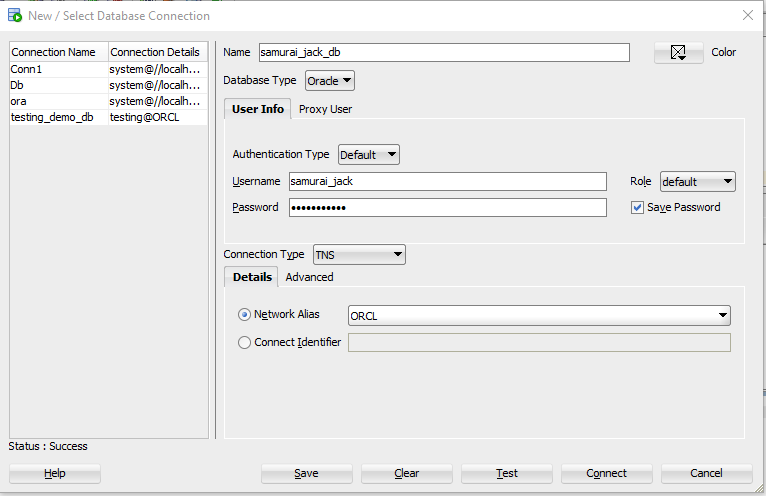 New / Select Database Connection
Connection Name Connection Details
Conn1 system@//localh...
Db system@//localh...
ora system@//localh...
testing_demo_db testing@ORCL
Name samurai_jack_db Color
Database Type Oracle
User Info Proxy User
Authentication Type Default
Username samurai_jack Role default
Password ●●●●●●●●●●● Save Password
Connection Type TNS
Details Advanced
Network Alias ORCL
Connect Identifier
Status : Success
Help Save Clear Test Connect Cancel